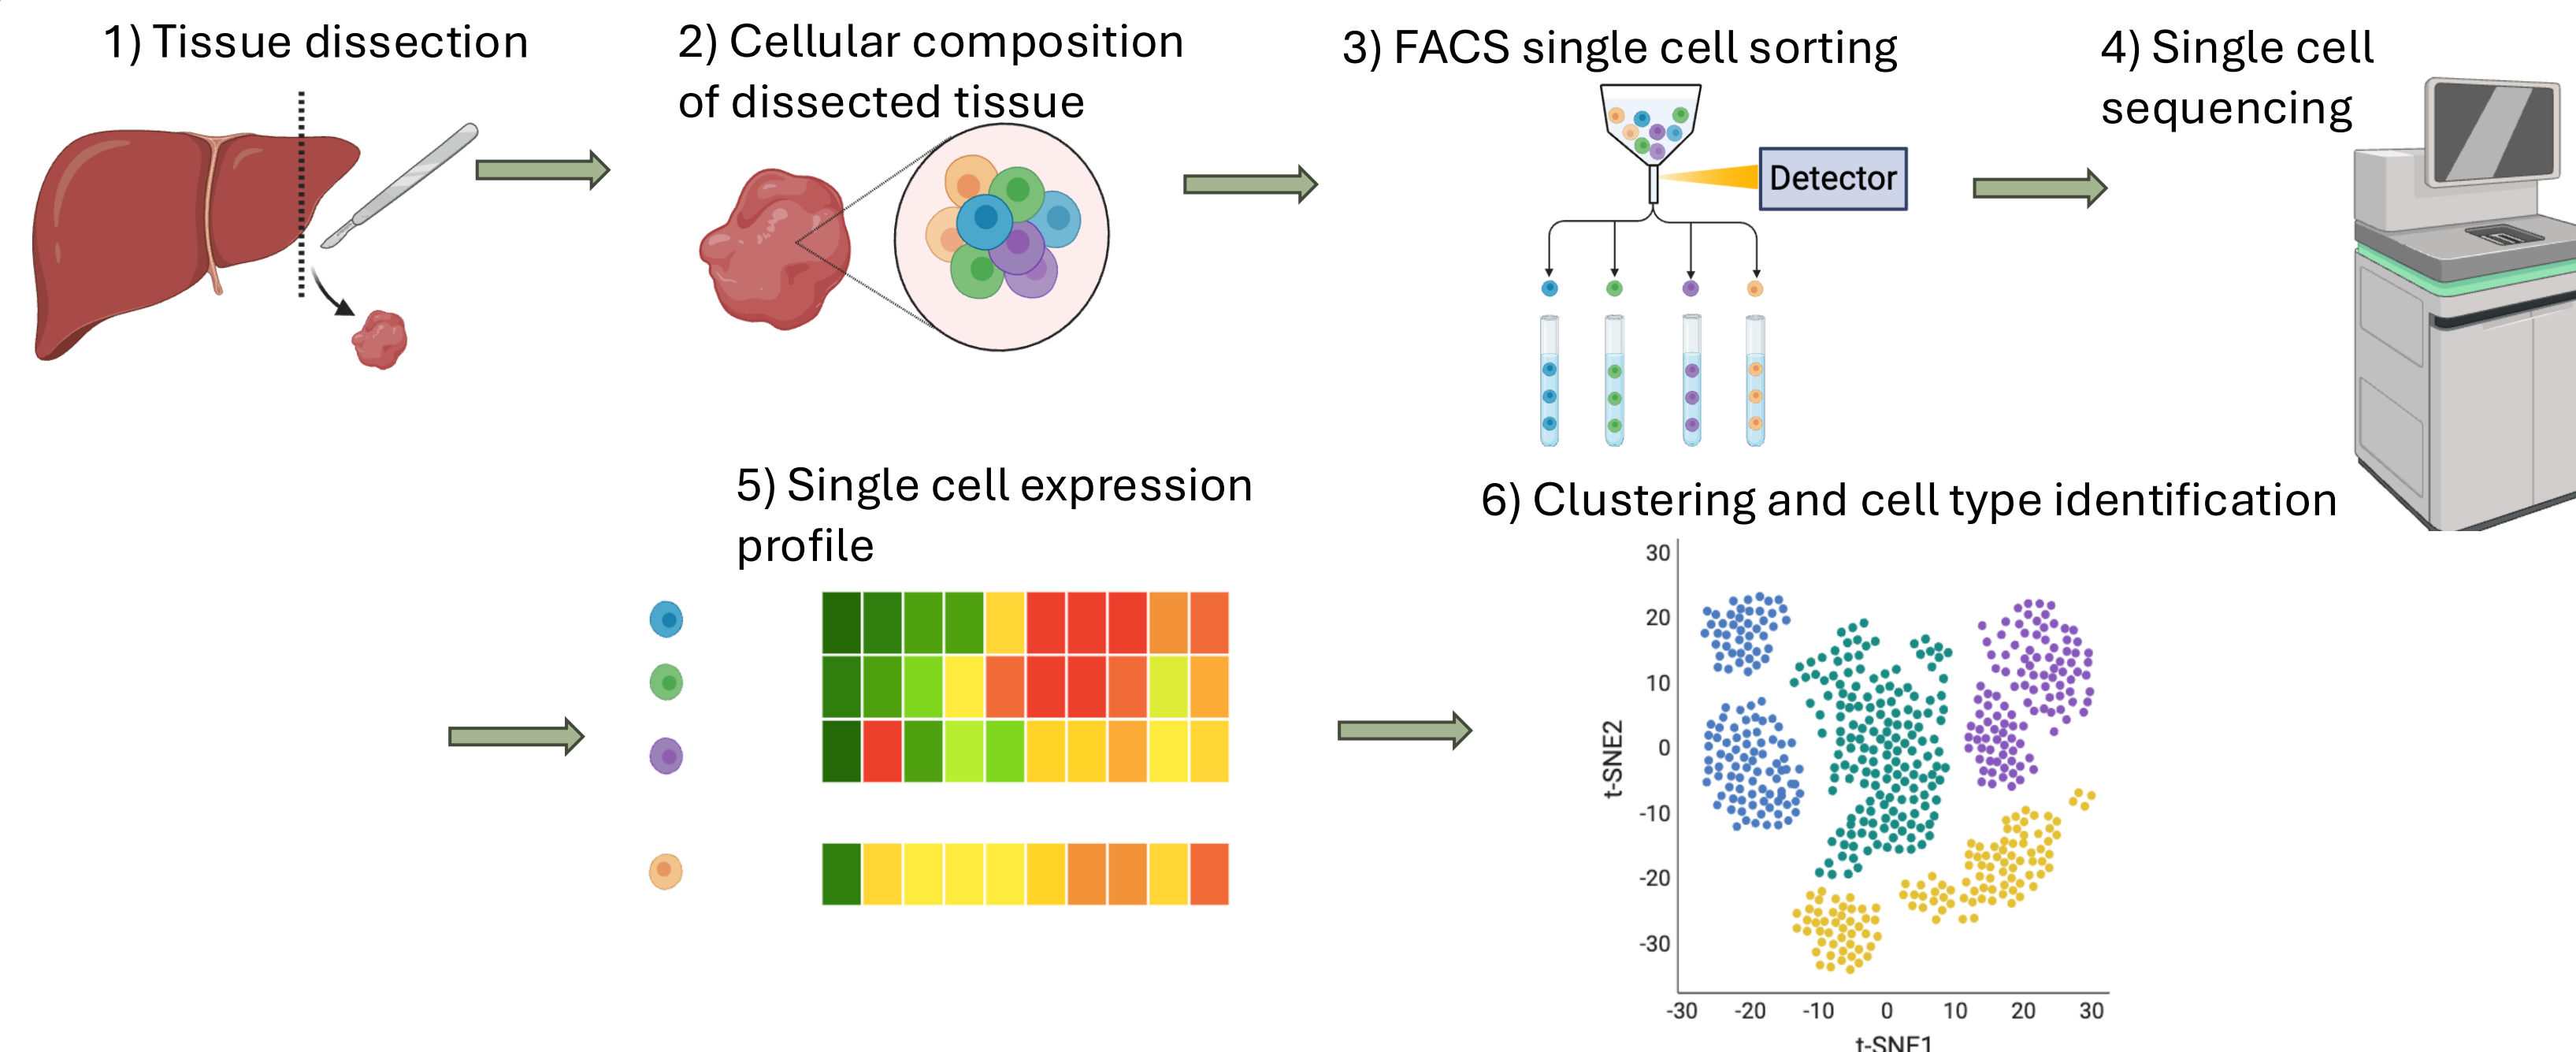 1) Tissue dissection
2) Cellular composition
of dissected tissue
3) FACS single cell sorting
Detector
4) Single cell
sequencing
5) Single cell expression
profile
6) Clustering and cell type identification
t-SNE2
30
20
10
0
-10
-20
-30
-30 -20 -10 0 10 20 30
t-SNE1